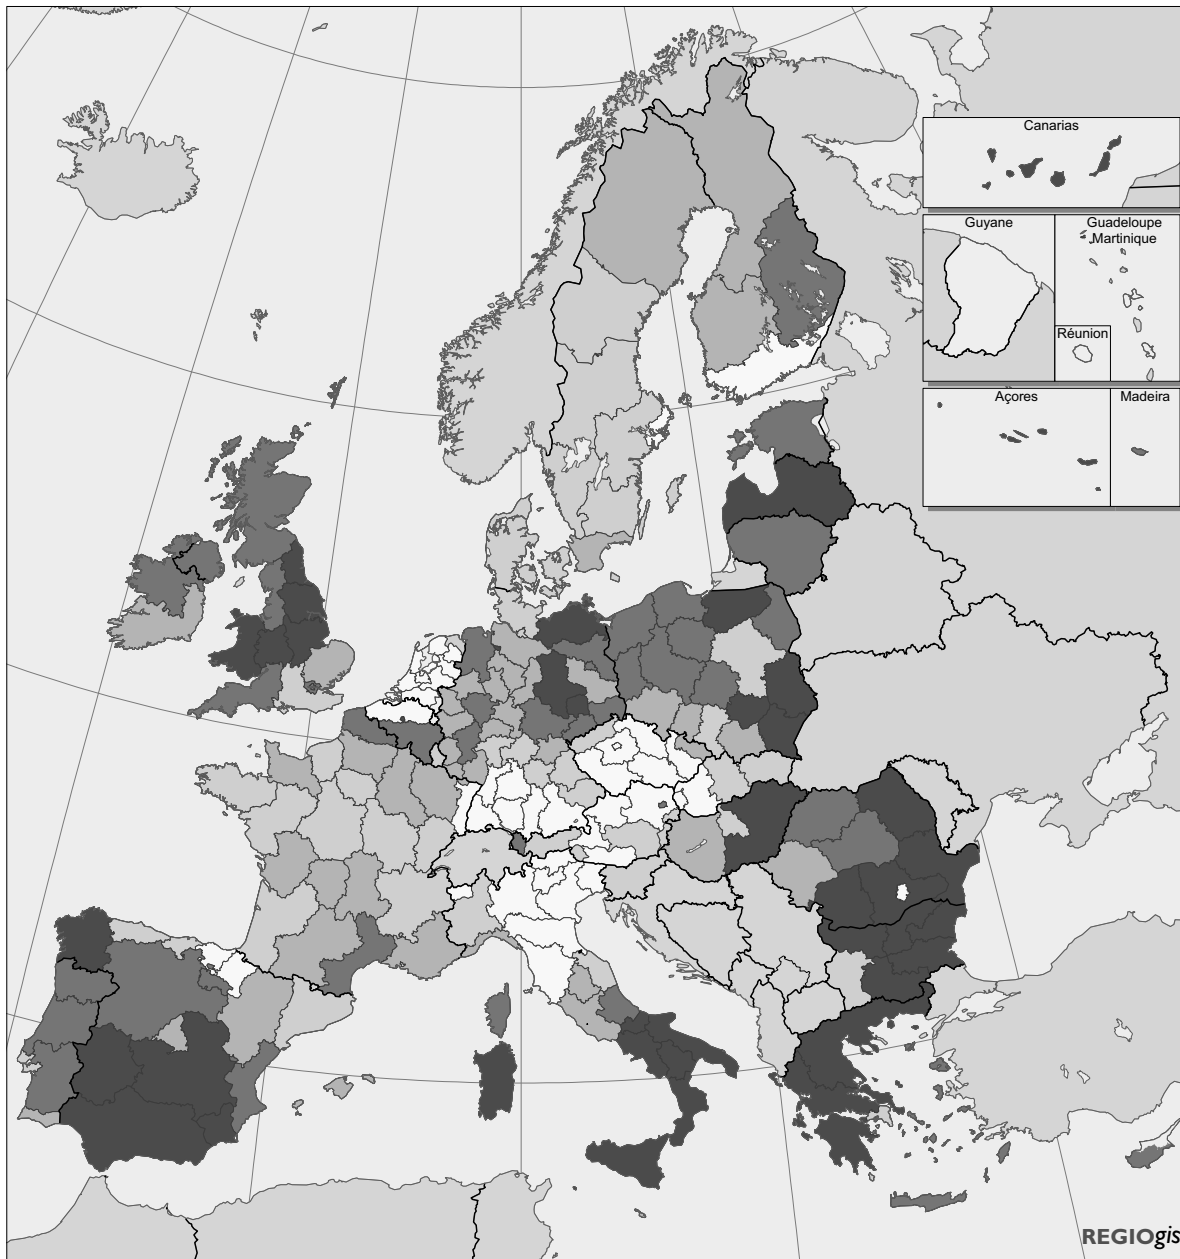 Canarias
Guyane
Guadeloupe
Martinique
Réunion
Açores
Madeira
REGIOgis